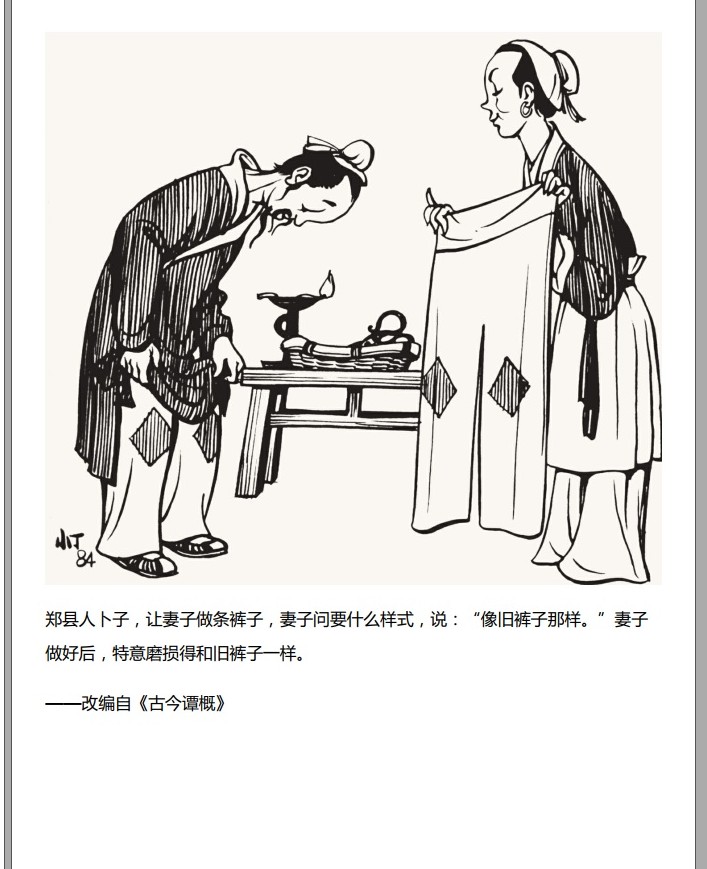 郑县人卜子，让妻子做条裤子，妻子问要什么样式，说：“像旧裤子那样。”妻子
做好后，特意磨损得和旧裤子一样。
——改编自《古今谭概》
84